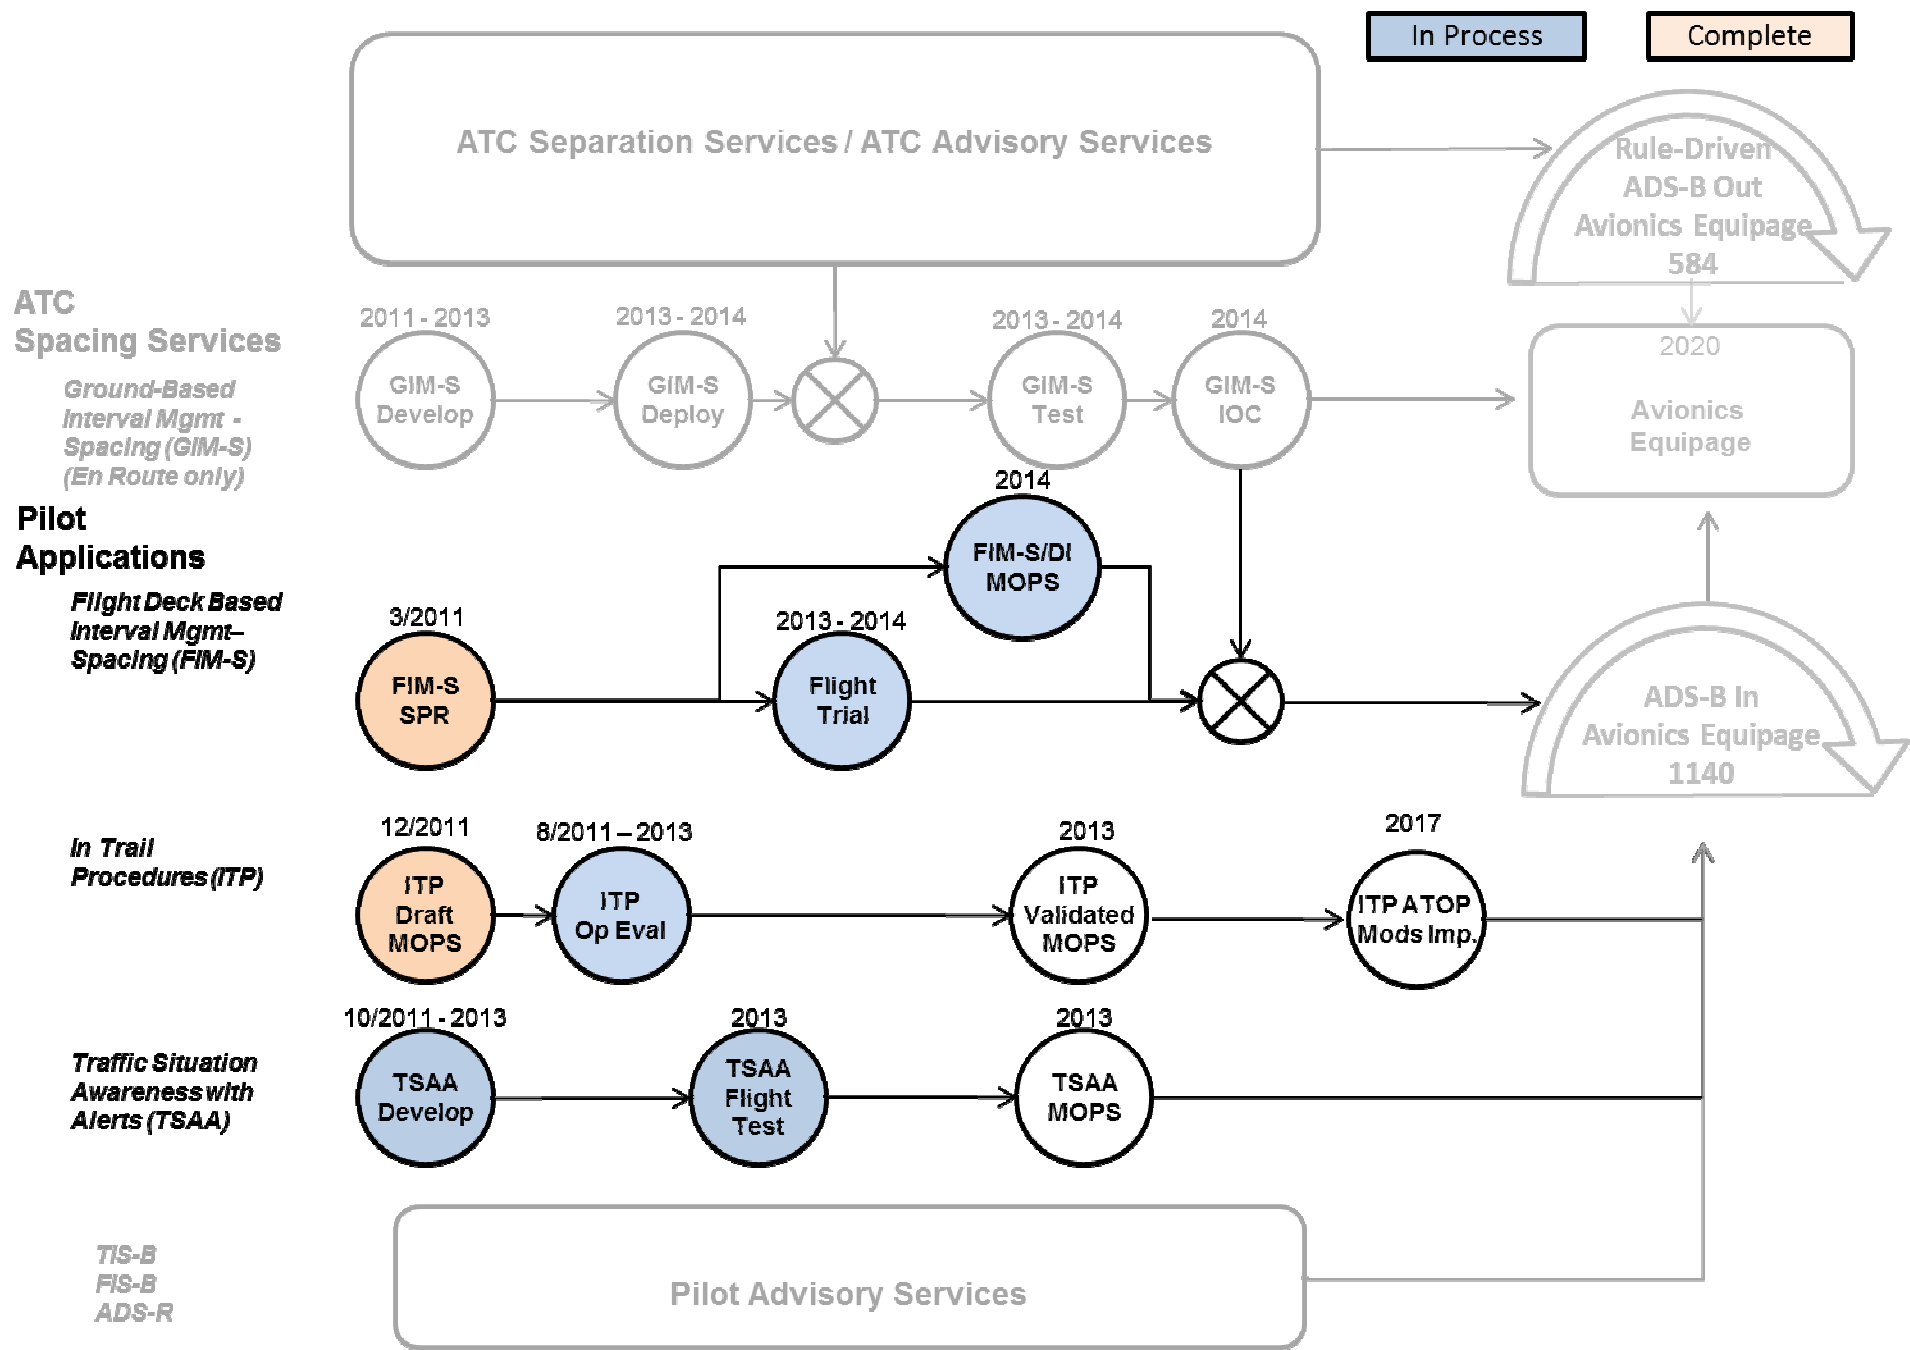 In Process
Complete
ATC Separation Services / ATC Advisory Services
Rule-Driven
ADS-B Out
Avionics Equipage
584
ATC
Spacing Services
Ground-Based
Interval Mgmt -
Spacing (GIM-S)
(En Route only)
2011 - 2013
GIM-S
Develop
2013 - 2014
GIM-S
Deploy
2013 - 2014
GIM-S
Test
2014
GIM-S
IOC
2020
Avionics
Equipage
Pilot
Applications
Flight Deck Based
Interval Mgmt–
Spacing (FIM-S)
3/2011
FIM-S
SPR
2013 - 2014
Flight
Trial
2014
FIM-S/DI
MOPS
ADS-B In
Avionics Equipage
1140
In Trail
Procedures (ITP)
12/2011
ITP
Draft
MOPS
8/2011 – 2013
ITP
Op Eval
2013
ITP
Validated
MOPS
2017
ITP ATOP
Mods Imp.
Traffic Situation
Awareness with
Alerts (TSAA)
10/2011 - 2013
TSAA
Develop
2013
TSAA
Flight
Test
2013
TSAA
MOPS
TIS-B
FIS-B
ADS-R
Pilot Advisory Services